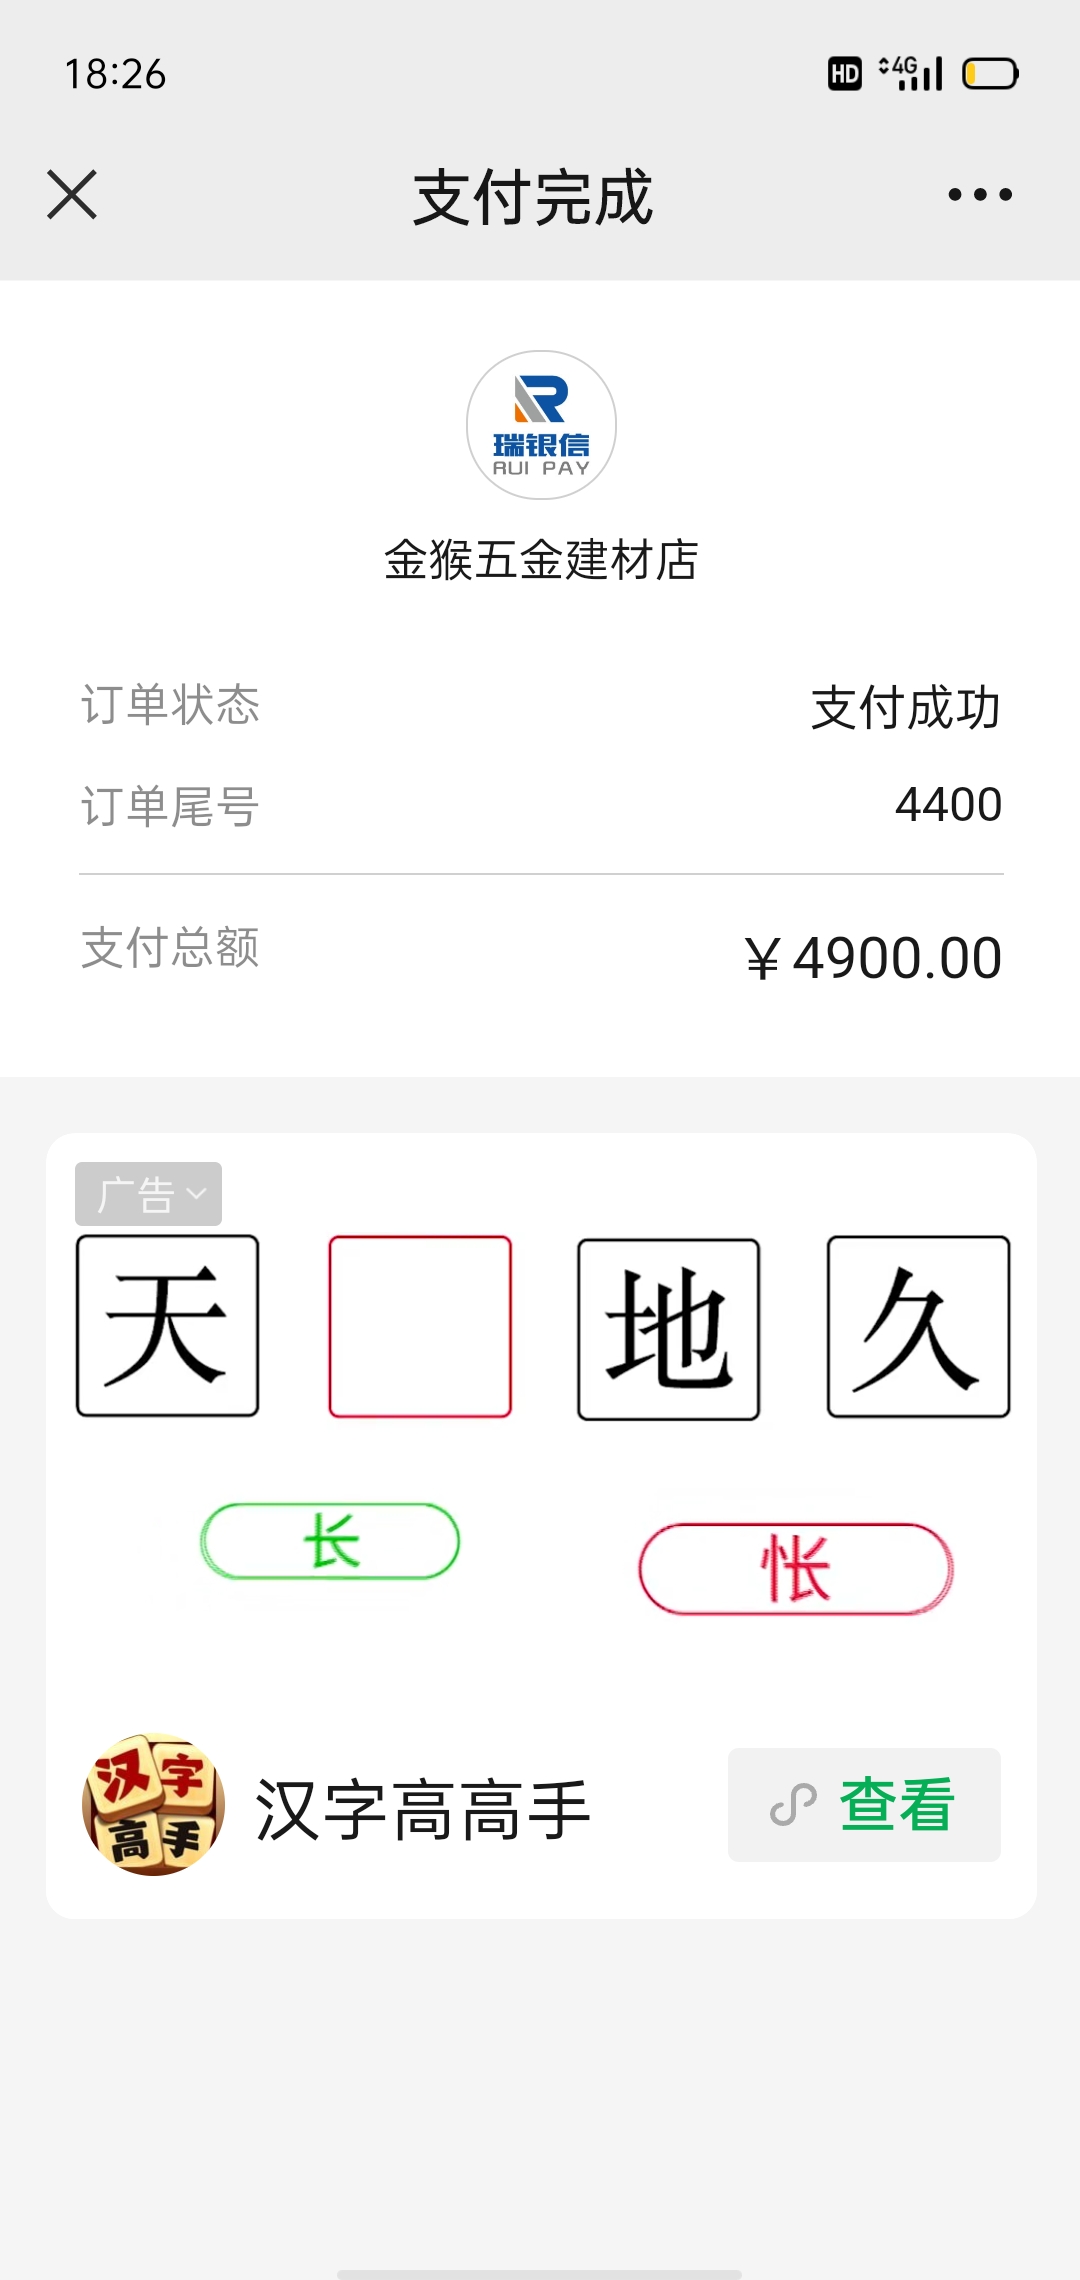 18:26
HD 4G
支付完成
瑞银信
RUI PAY
金猴五金建材店
订单状态 支付成功
订单尾号 4400
支付总额 ￥4900.00
广告
天 地 久
长 怅
汉字高手
汉字高高手 查看